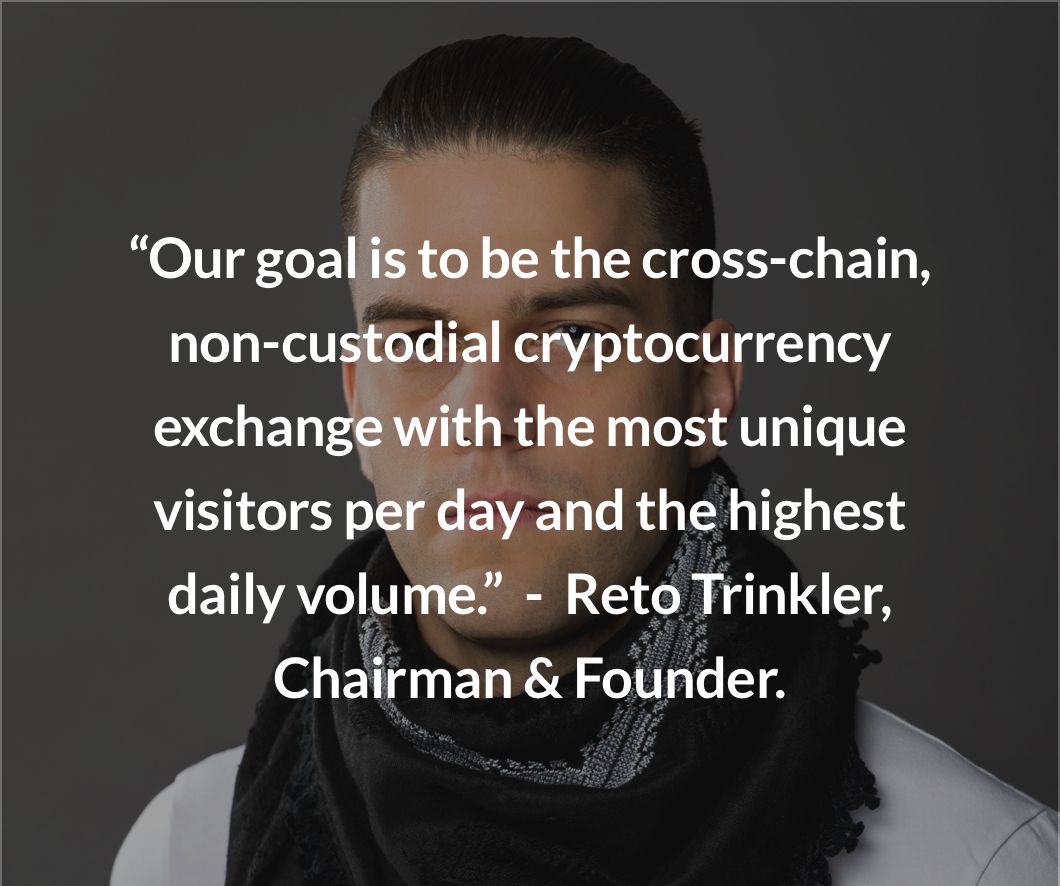 “Our goal is to be the cross-chain,
non-custodial cryptocurrency
exchange with the most unique
visitors per day and the highest
daily volume.” - Reto Trinkler,
Chairman & Founder.